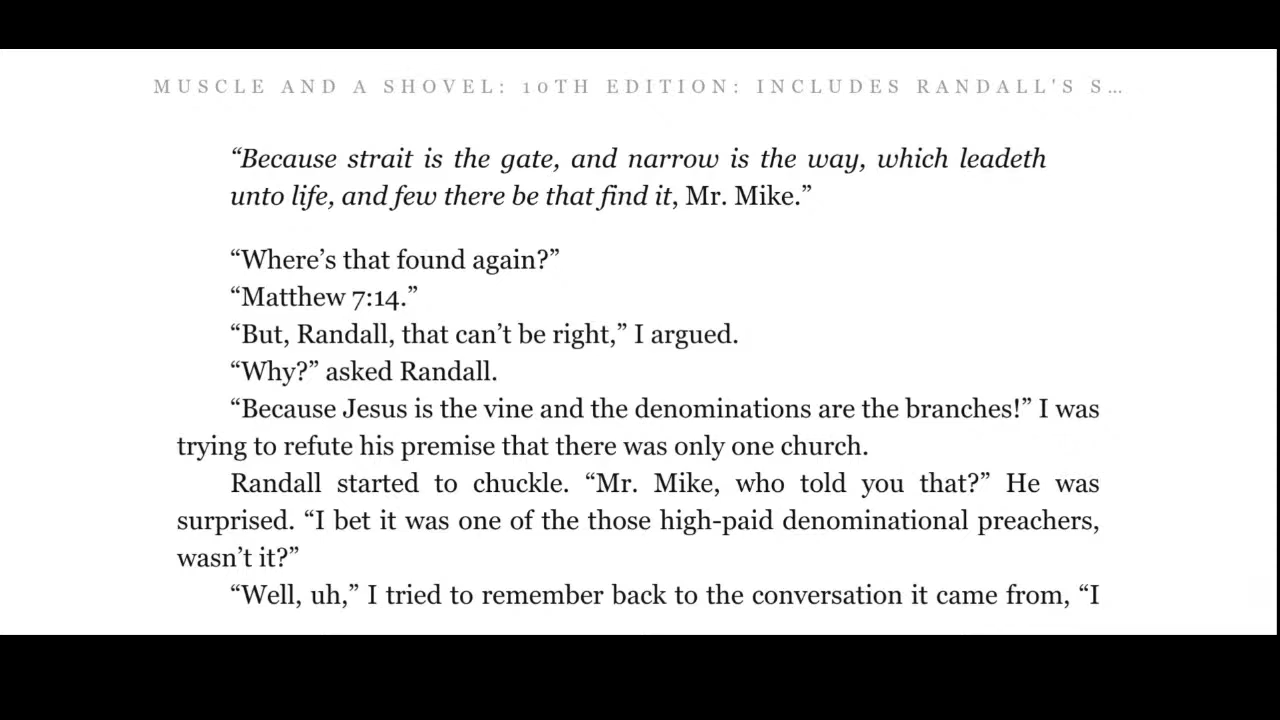 MUSCLE AND A SHOVEL: 10TH EDITION: INCLUDES RANDALL'S S...
“Because strait is the gate, and narrow is the way, which leadeth
unto life, and few there be that find it, Mr. Mike.”
“Where’s that found again?”
“Matthew 7:14.”
“But, Randall, that can’t be right,” I argued.
“Why?” asked Randall.
“Because Jesus is the vine and the denominations are the branches!” I was
trying to refute his premise that there was only one church.
Randall started to chuckle. “Mr. Mike, who told you that?” He was
surprised. “I bet it was one of the those high-paid denominational preachers,
wasn’t it?”
“Well, uh,” I tried to remember back to the conversation it came from, “I